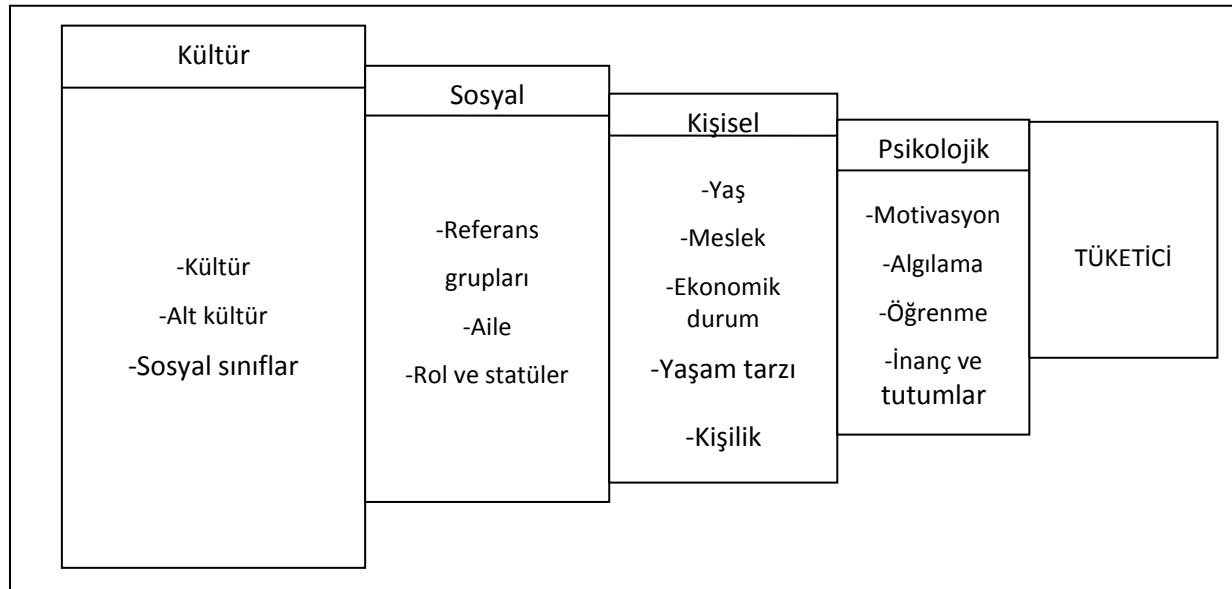 Kültür
-Kültür
-Alt kültür
-Sosyal sınıflar
Sosyal
-Referans
grupları
-Aile
-Rol ve statüler
Kişisel
-Yaş
-Meslek
-Ekonomik
durum
-Yaşam tarzı
-Kişilik
Psikolojik
-Motivasyon
-Algılama
-Öğrenme
-İnanç ve
tutumlar
TÜKETİCİ